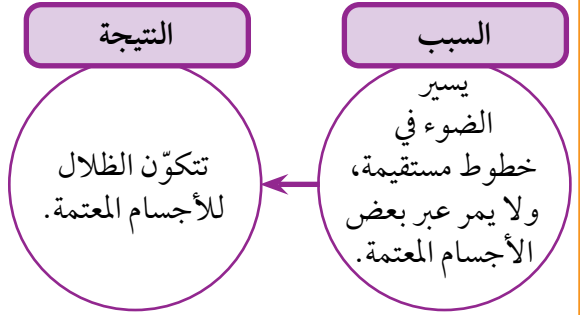 السبب
يسير
الضوء في
خطوط مستقيمة،
ولا يمر عبر بعض
الأجسام المعتمة.
النتيجة
تتكوّن الظلال
للأجسام المعتمة.